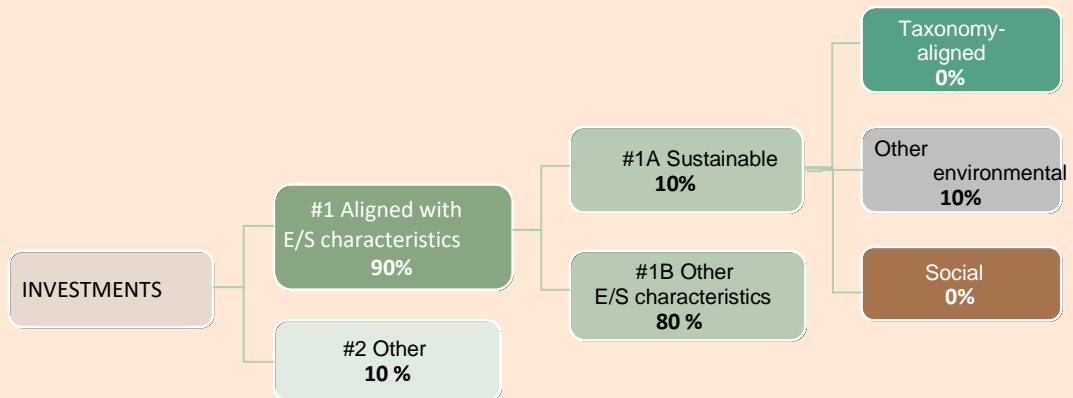 INVESTMENTS
#1 Aligned with
E/S characteristics
90%
#2 Other
10 %
#1A Sustainable
10%
#1B Other
E/S characteristics
80 %
Taxonomy-
aligned
0%
Other
environmental
10%
Social
0%